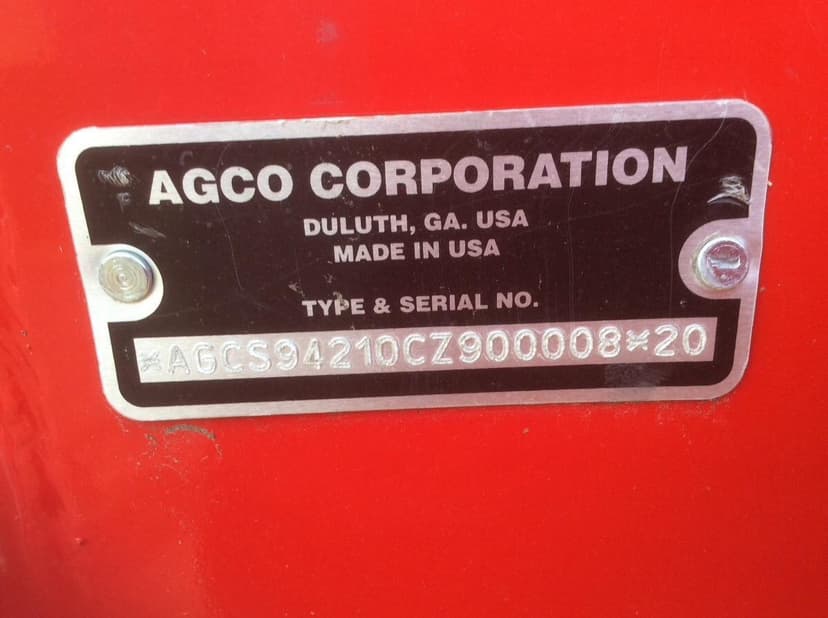 AGCO CORPORATION
DULUTH, GA. USA
MADE IN USA
TYPE & SERIAL NO.
*AGCS94210CZ900008*20